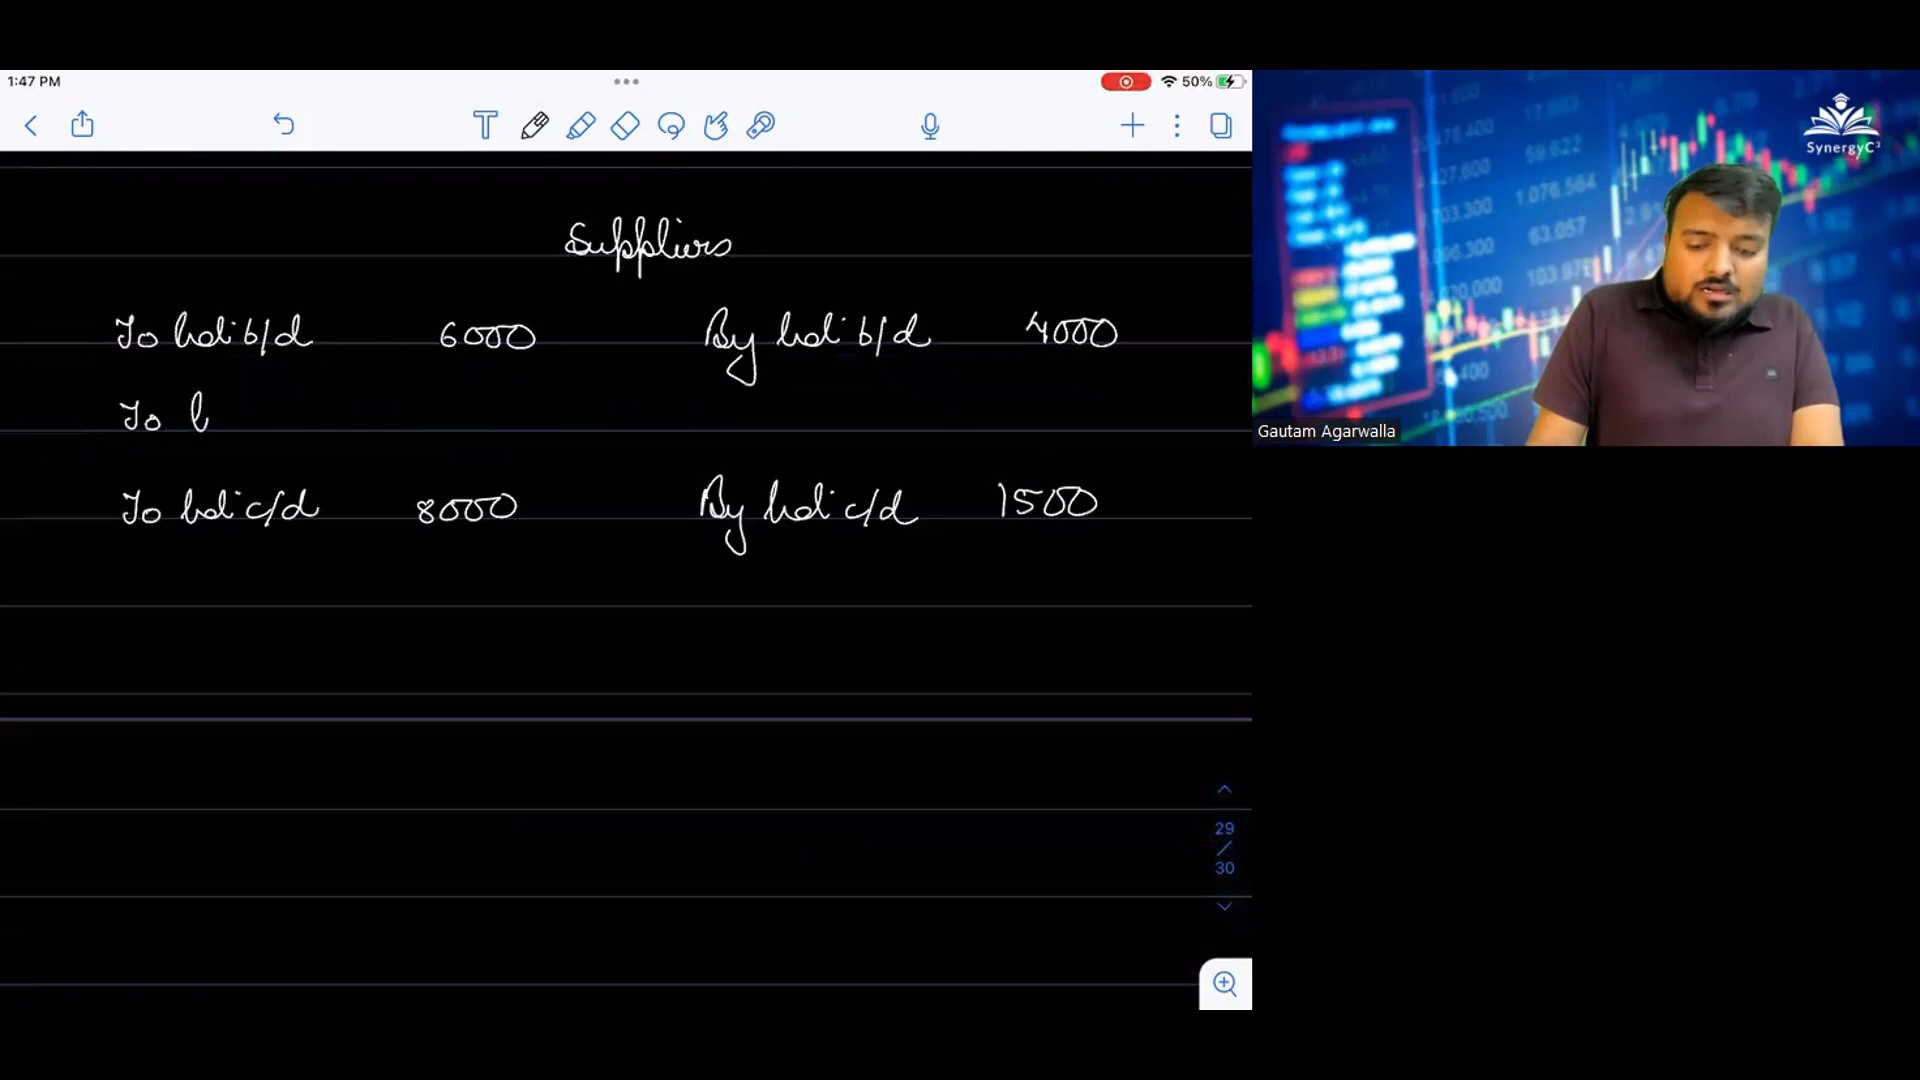 1:47 PM
50%
SynergyC³
Suppliers
To bal b/d 6000 By bal b/d 4000
To b
To bal c/d 8000 By bal c/d 1500
Gautam Agarwalla
29
/
30